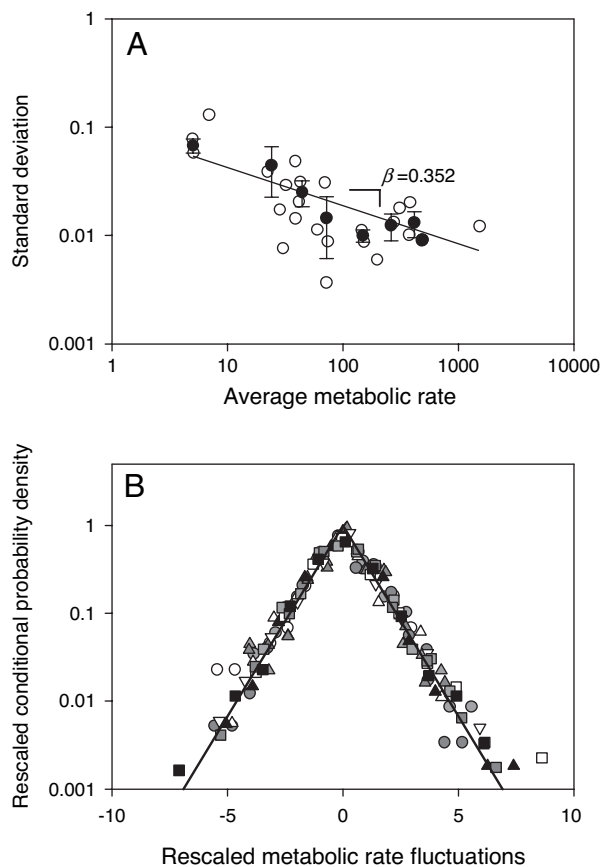 A
1
0.1
0.01
0.001
Standard deviation
β=0.352
1 10 100 1000 10000
Average metabolic rate
B
1
0.1
0.01
0.001
Rescaled conditional probability density
-10 -5 0 5 10
Rescaled metabolic rate fluctuations